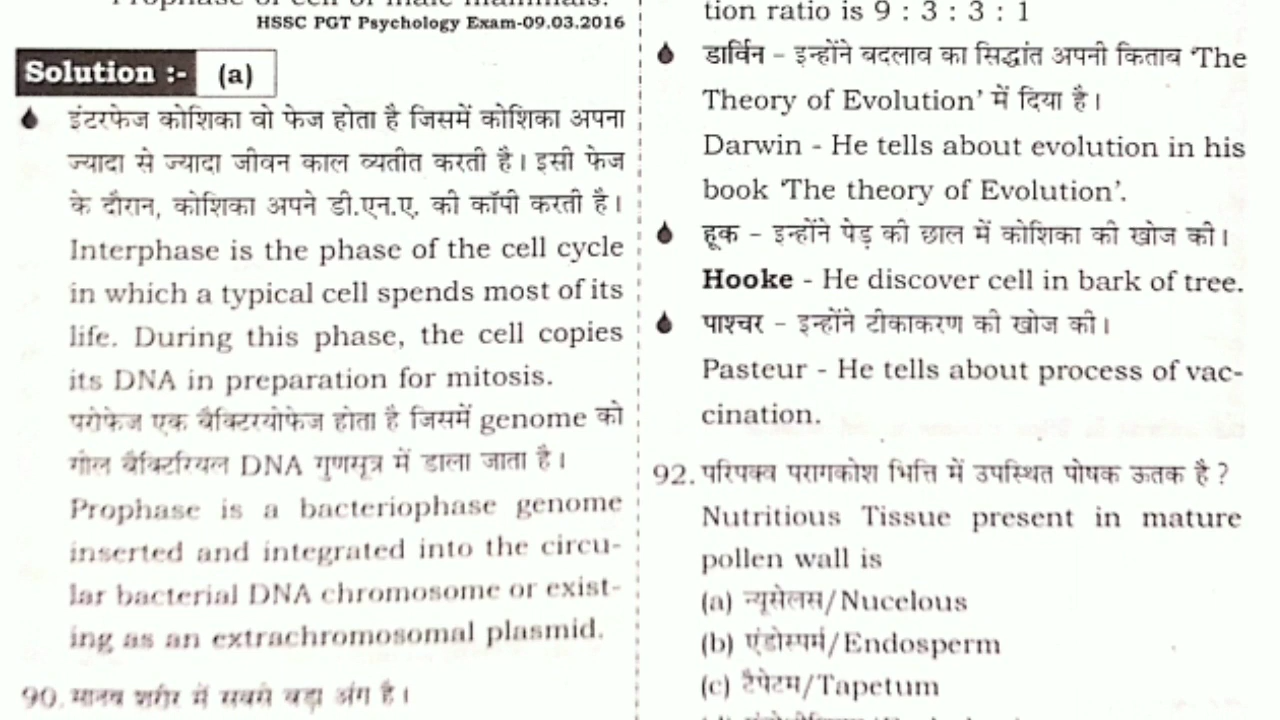 Prophase of cell of male mammals.
HSSC PGT Psychology Exam-09.03.2016
Solution :- (a)
इंटरफेज कोशिका वो फेज होता है जिसमें कोशिका अपना
ज्यादा से ज्यादा जीवन काल व्यतीत करती है। इसी फेज
के दौरान, कोशिका अपने डी.एन.ए. की कॉपी करती है।
Interphase is the phase of the cell cycle
in which a typical cell spends most of its
life. During this phase, the cell copies
its DNA in preparation for mitosis.
परोफेज एक बैक्टिरयोफेज होता है जिसमें genome को
गोल बैक्टिरियल DNA गुणसूत्र में डाला जाता है।
Prophase is a bacteriophase genome
inserted and integrated into the circu-
lar bacterial DNA chromosome or exist-
ing as an extrachromosomal plasmid.
90. मानव शरीर में सबसे बड़ा अंग है।
tion ratio is 9 : 3 : 3 : 1
डार्विन - इन्होंने बदलाव का सिद्धांत अपनी किताब 'The
Theory of Evolution' में दिया है।
Darwin - He tells about evolution in his
book 'The theory of Evolution'.
हूक - इन्होंने पेड़ की छाल में कोशिका की खोज की।
Hooke - He discover cell in bark of tree.
पाश्चर - इन्होंने टीकाकरण की खोज की।
Pasteur - He tells about process of vac-
cination.
92. परिपक्व परागकोश भित्ति में उपस्थित पोषक ऊतक है ?
Nutritious Tissue present in mature
pollen wall is
(a) न्यूसेलस/Nucelous
(b) एंडोस्पर्म/Endosperm
(c) टैपेटम/Tapetum